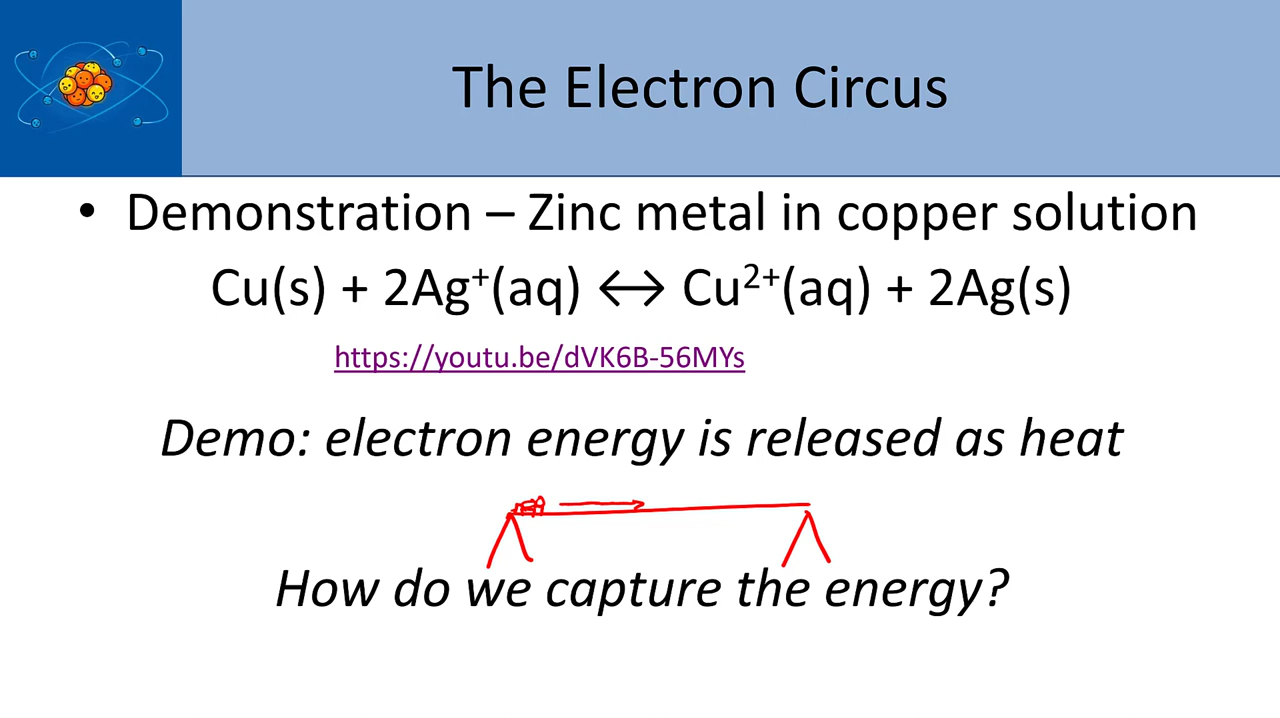 The Electron Circus
• Demonstration – Zinc metal in copper solution
Cu(s) + 2Ag⁺(aq) ↔ Cu²⁺(aq) + 2Ag(s)
https://youtu.be/dVK6B-56MYs
Demo: electron energy is released as heat
How do we capture the energy?